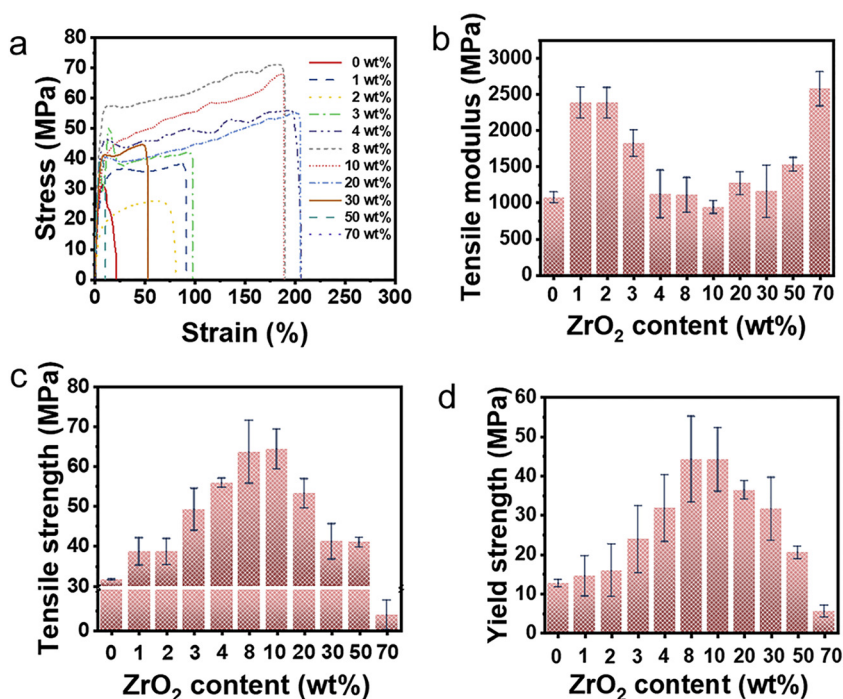 a
Stress (MPa)
80
70
60
50
40
30
20
10
0
0 50 100 150 200 250 300
Strain (%)
0 wt%
1 wt%
2 wt%
3 wt%
4 wt%
8 wt%
10 wt%
20 wt%
30 wt%
50 wt%
70 wt%
b
Tensile modulus (MPa)
3000
2500
2000
1500
1000
500
0
0 1 2 3 4 8 10 20 30 50 70
ZrO₂ content (wt%)
c
Tensile strength (MPa)
80
70
60
50
40
30
0
0 1 2 3 4 8 10 20 30 50 70
ZrO₂ content (wt%)
d
Yield strength (MPa)
60
50
40
30
20
10
0
0 1 2 3 4 8 10 20 30 50 70
ZrO₂ content (wt%)